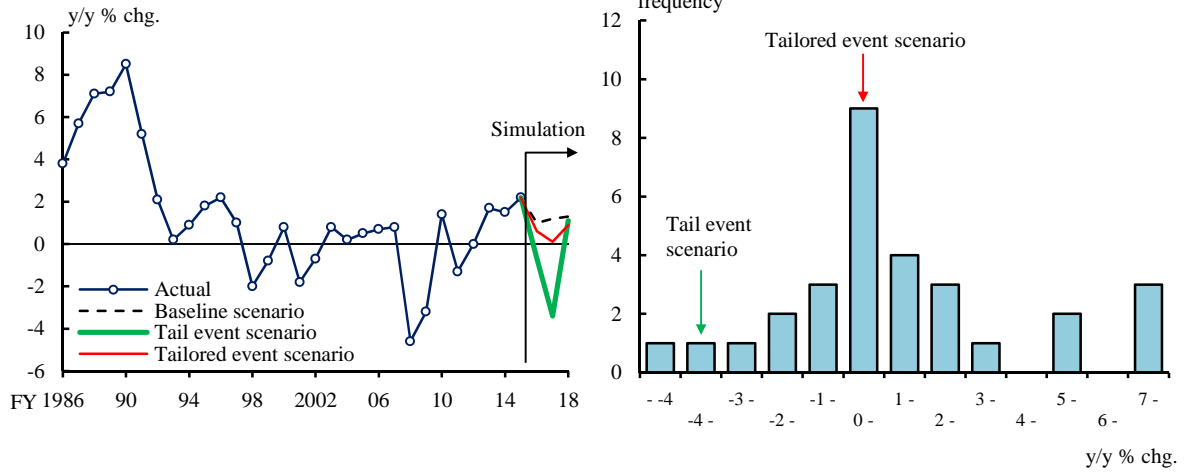 y/y % chg.
10
8
6
4
2
0
-2
-4
-6
Simulation
Actual
Baseline scenario
Tail event scenario
Tailored event scenario
FY 1986 90 94 98 2002 06 10 14 18
frequency
12
10
8
6
4
2
0
Tailored event scenario
Tail event
scenario
- -4 -3 - -1 - 1 - 3 - 5 - 7 -
-4 - -2 - 0 - 2 - 4 - 6 -
y/y % chg.